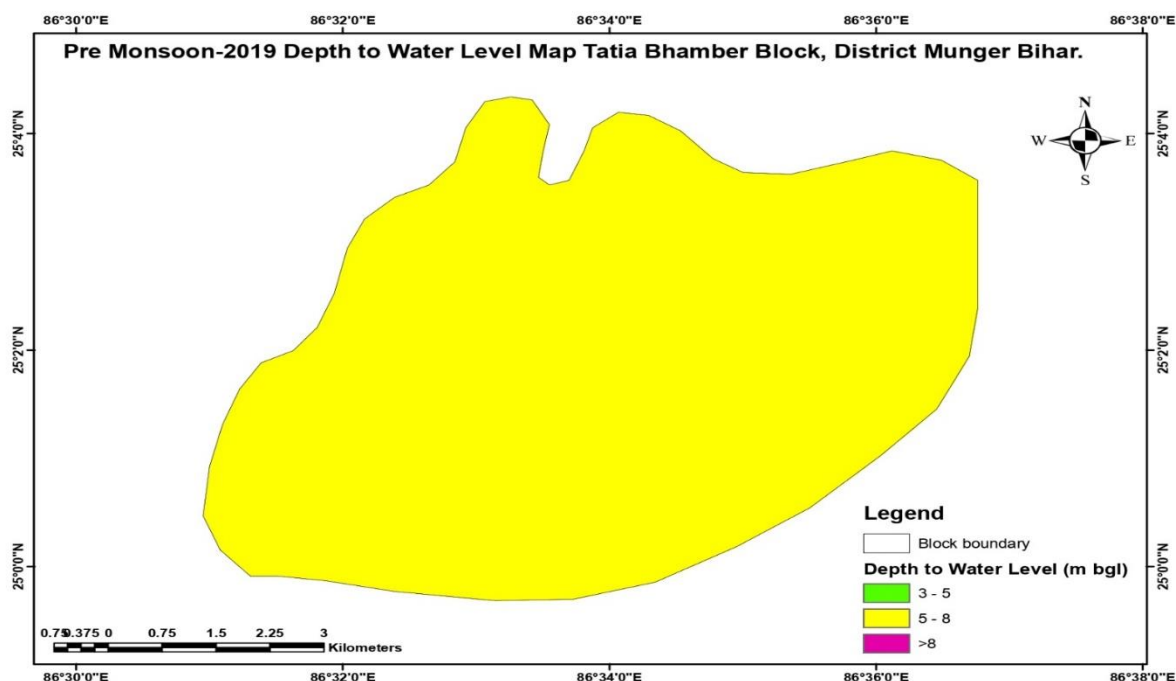 86°30'0"E 86°32'0"E 86°34'0"E 86°36'0"E 86°38'0"E
Pre Monsoon-2019 Depth to Water Level Map Tatia Bhamber Block, District Munger Bihar.
N
W E
S
25°4'0"N 25°4'0"N
25°2'0"N 25°2'0"N
25°0'0"N 25°0'0"N
Legend
Block boundary
Depth to Water Level (m bgl)
3 - 5
5 - 8
>8
0.75 0.375 0 0.75 1.5 2.25 3
Kilometers
86°30'0"E 86°32'0"E 86°34'0"E 86°36'0"E 86°38'0"E